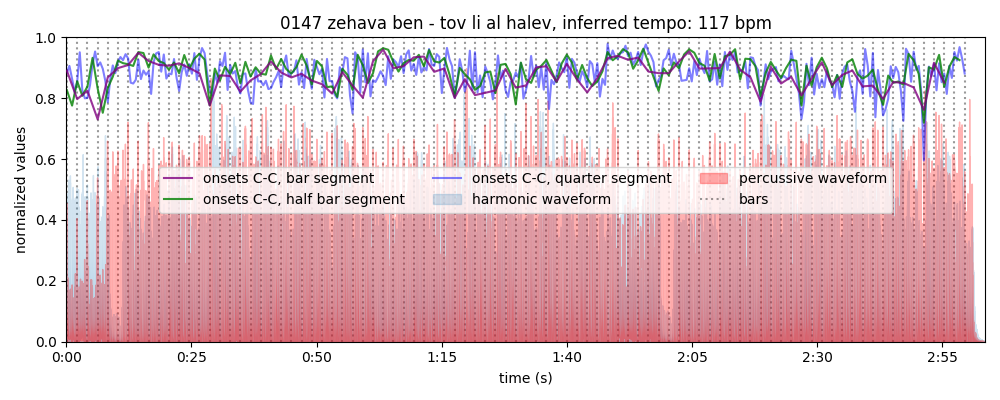 0147 zehava ben - tov li al halev, inferred tempo: 117 bpm
normalized values
1.0
0.8
0.6
0.4
0.2
0.0
onsets C-C, bar segment
onsets C-C, half bar segment
onsets C-C, quarter segment
harmonic waveform
percussive waveform
bars
0:00 0:25 0:50 1:15 1:40 2:05 2:30 2:55
time (s)